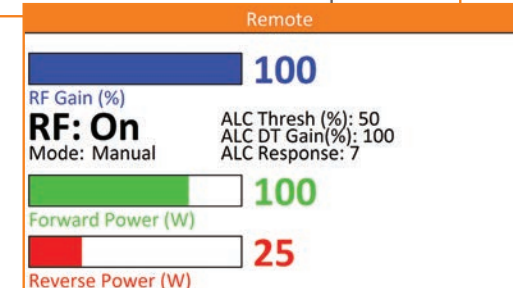 Remote
100
RF Gain (%)
RF: On
Mode: Manual
ALC Thresh (%): 50
ALC DT Gain(%): 100
ALC Response: 7
100
Forward Power (W)
25
Reverse Power (W)